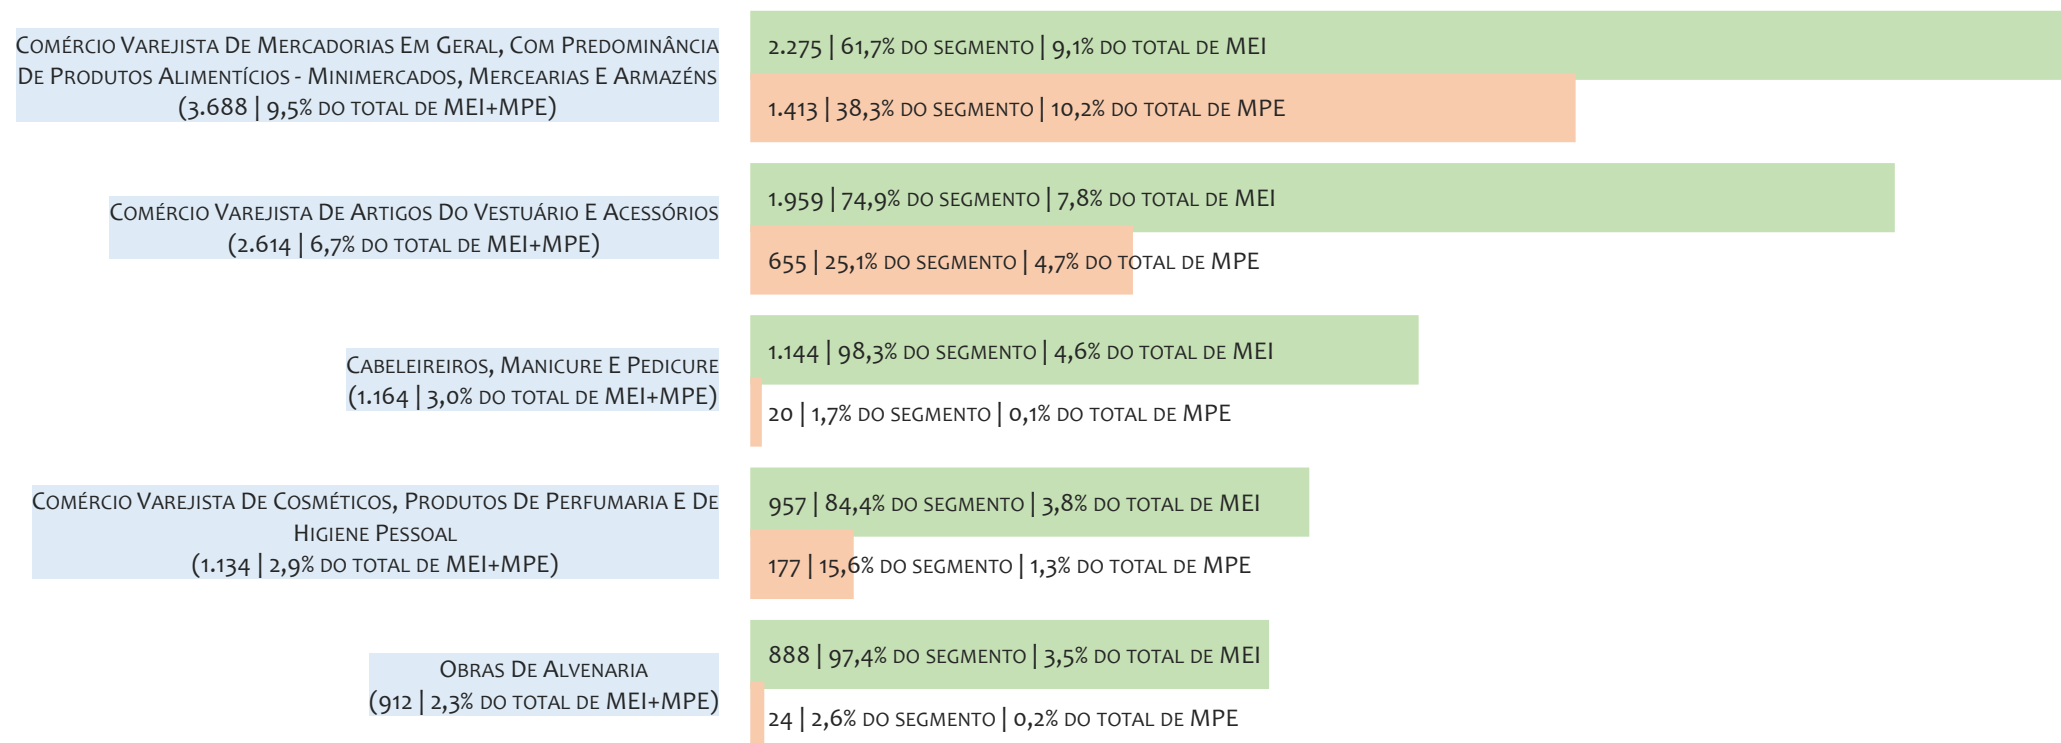 Comércio Varejista De Mercadorias Em Geral, Com Predominância
De Produtos Alimentícios - Minimercados, Mercearias E Armazéns
(3.688 | 9,5% do total de MEI+MPE)
2.275 | 61,7% do segmento | 9,1% do total de MEI
1.413 | 38,3% do segmento | 10,2% do total de MPE
Comércio Varejista De Artigos Do Vestuário E Acessórios
(2.614 | 6,7% do total de MEI+MPE)
1.959 | 74,9% do segmento | 7,8% do total de MEI
655 | 25,1% do segmento | 4,7% do total de MPE
Cabeleireiros, Manicure E Pedicure
(1.164 | 3,0% do total de MEI+MPE)
1.144 | 98,3% do segmento | 4,6% do total de MEI
20 | 1,7% do segmento | 0,1% do total de MPE
Comércio Varejista De Cosméticos, Produtos De Perfumaria E De
Higiene Pessoal
(1.134 | 2,9% do total de MEI+MPE)
957 | 84,4% do segmento | 3,8% do total de MEI
177 | 15,6% do segmento | 1,3% do total de MPE
Obras De Alvenaria
(912 | 2,3% do total de MEI+MPE)
888 | 97,4% do segmento | 3,5% do total de MEI
24 | 2,6% do segmento | 0,2% do total de MPE